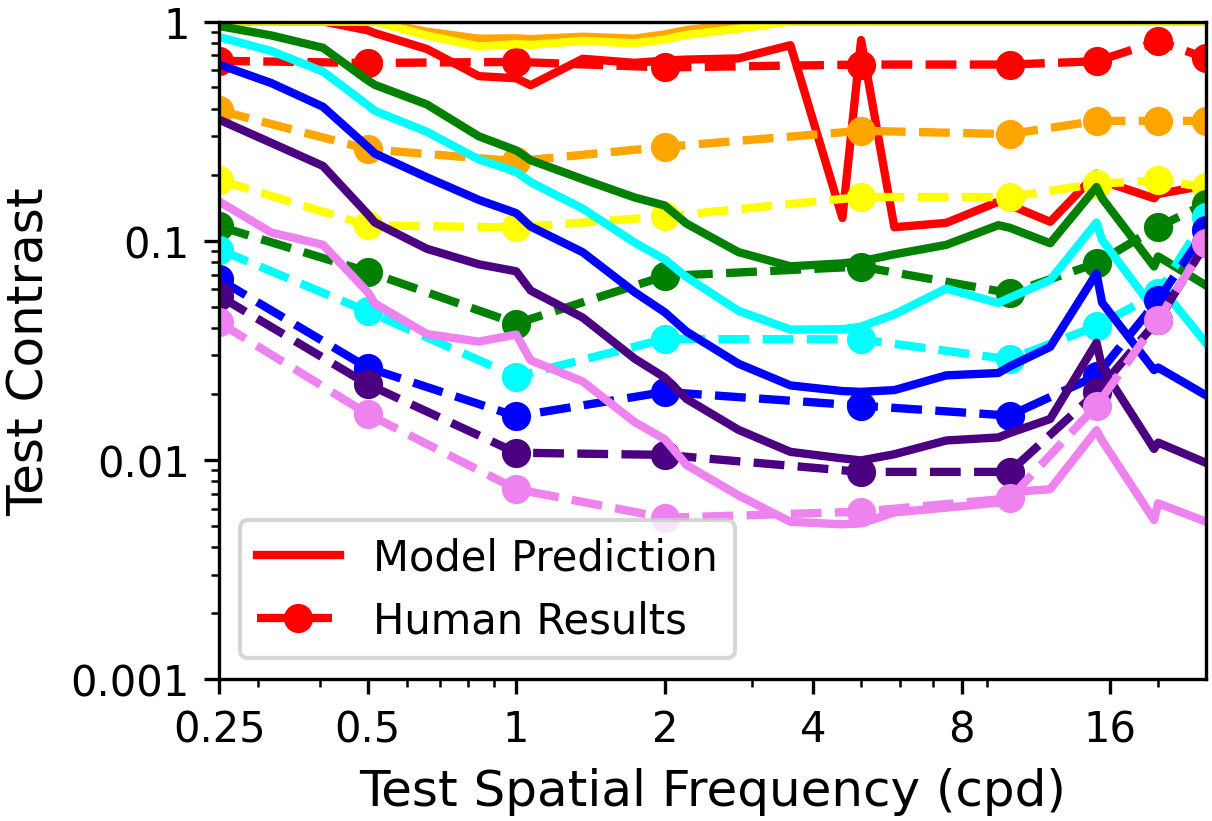 1
0.1
0.01
0.001
Test Contrast
Model Prediction
Human Results
0.25 0.5 1 2 4 8 16
Test Spatial Frequency (cpd)